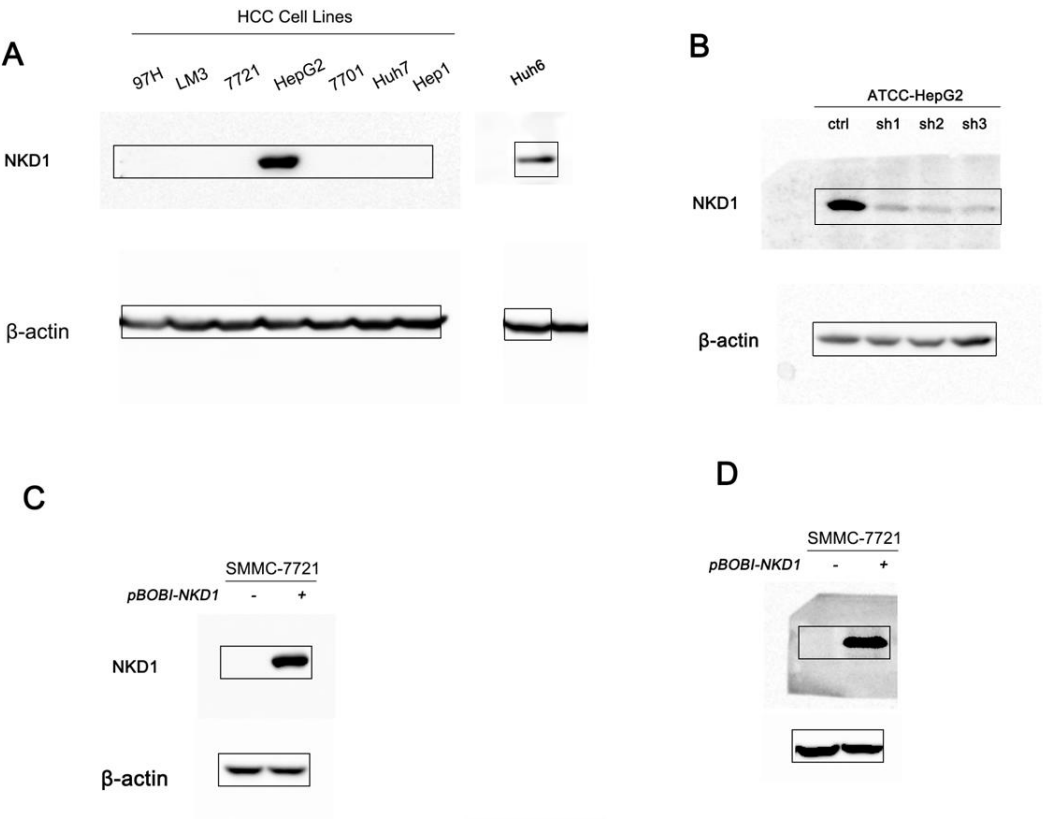 A
HCC Cell Lines
97H LM3 7721 HepG2 7701 Huh7 Hep1 Huh6
NKD1
β-actin
B
ATCC-HepG2
ctrl sh1 sh2 sh3
NKD1
β-actin
C
SMMC-7721
pBOBI-NKD1 - +
NKD1
β-actin
D
SMMC-7721
pBOBI-NKD1 - +